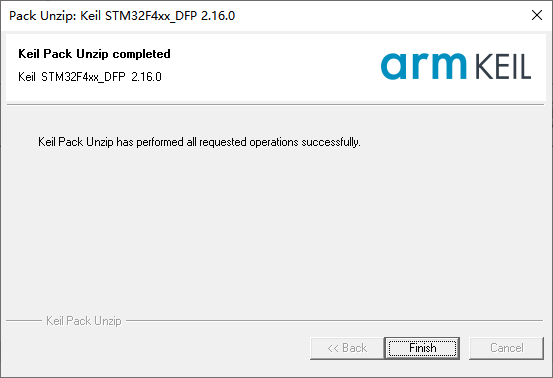 Pack Unzip: Keil STM32F4xx_DFP 2.16.0
Keil Pack Unzip completed
Keil STM32F4xx_DFP 2.16.0
arm KEIL
Keil Pack Unzip has performed all requested operations successfully.
Keil Pack Unzip
<< Back
Finish
Cancel